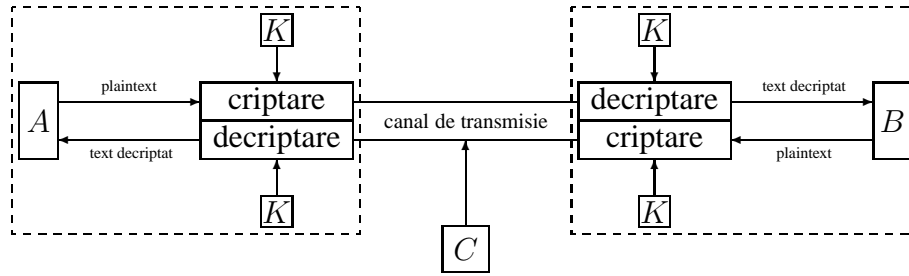 K K
plaintext criptare decriptare text decriptat
A canal de transmisie B
text decriptat decriptare criptare plaintext
K K
C